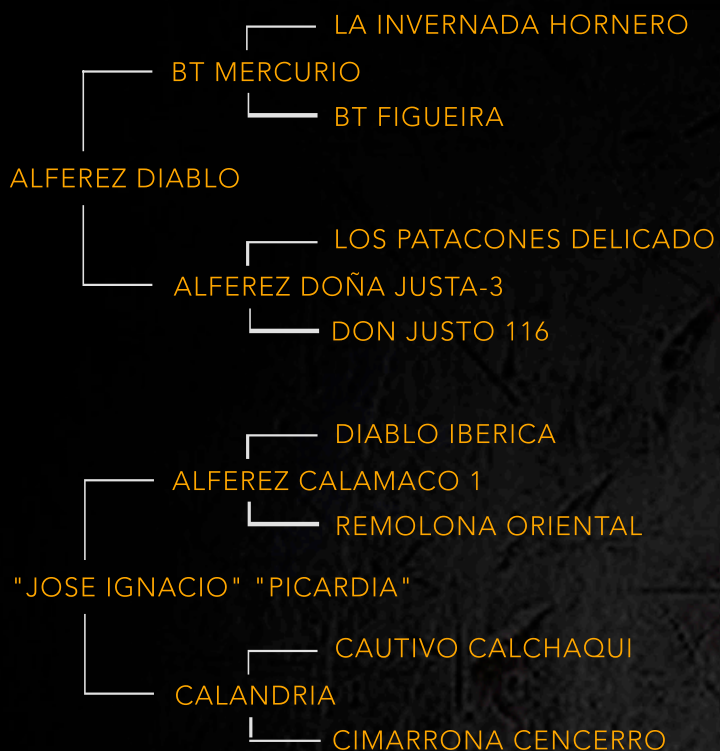 LA INVERNADA HORNERO
BT MERCURIO
BT FIGUEIRA
ALFEREZ DIABLO
LOS PATACONES DELICADO
ALFEREZ DOÑA JUSTA-3
DON JUSTO 116
DIABLO IBERICA
ALFEREZ CALAMACO 1
REMOLONA ORIENTAL
"JOSE IGNACIO" "PICARDIA"
CAUTIVO CALCHAQUI
CALANDRIA
CIMARRONA CENCERRO